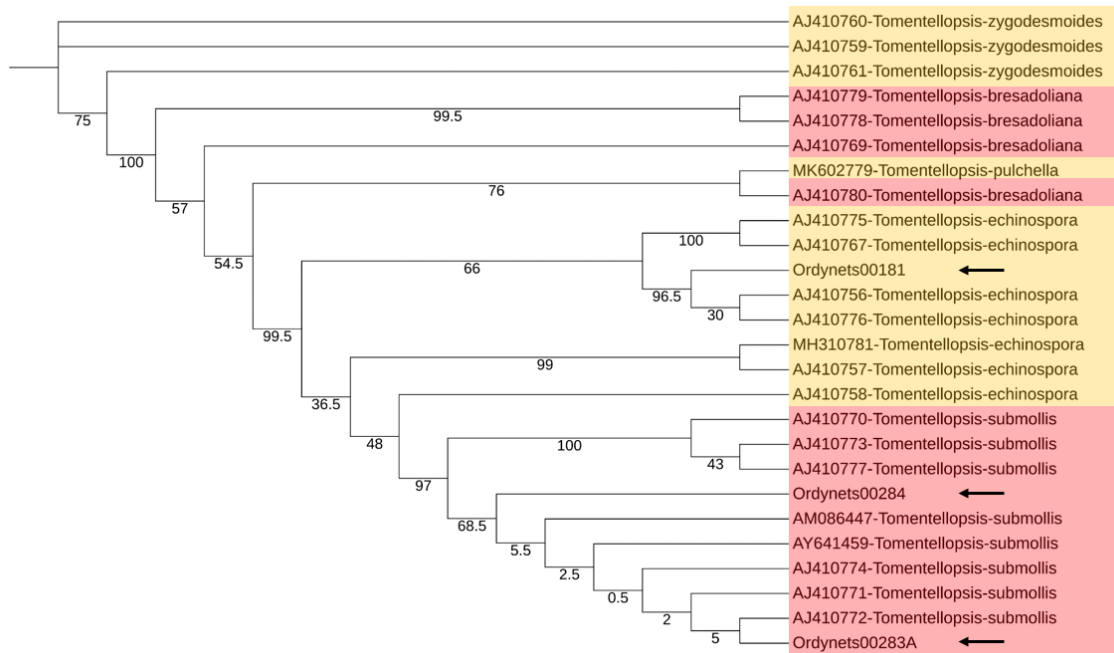 AJ410760-Tomentellopsis-zygodesmoides
AJ410759-Tomentellopsis-zygodesmoides
AJ410761-Tomentellopsis-zygodesmoides
75
AJ410779-Tomentellopsis-bresadoliana
99.5
AJ410778-Tomentellopsis-bresadoliana
100
AJ410769-Tomentellopsis-bresadoliana
57
MK602779-Tomentellopsis-pulchella
76
AJ410780-Tomentellopsis-bresadoliana
54.5
AJ410775-Tomentellopsis-echinospora
100
AJ410767-Tomentellopsis-echinospora
66
Ordynets00181
96.5
AJ410756-Tomentellopsis-echinospora
30
AJ410776-Tomentellopsis-echinospora
99.5
MH310781-Tomentellopsis-echinospora
99
AJ410757-Tomentellopsis-echinospora
36.5
AJ410758-Tomentellopsis-echinospora
48
AJ410770-Tomentellopsis-submollis
100
AJ410773-Tomentellopsis-submollis
43
AJ410777-Tomentellopsis-submollis
97
Ordynets00284
68.5
AM086447-Tomentellopsis-submollis
5.5
AY641459-Tomentellopsis-submollis
2.5
AJ410774-Tomentellopsis-submollis
0.5
AJ410771-Tomentellopsis-submollis
2
AJ410772-Tomentellopsis-submollis
5
Ordynets00283A